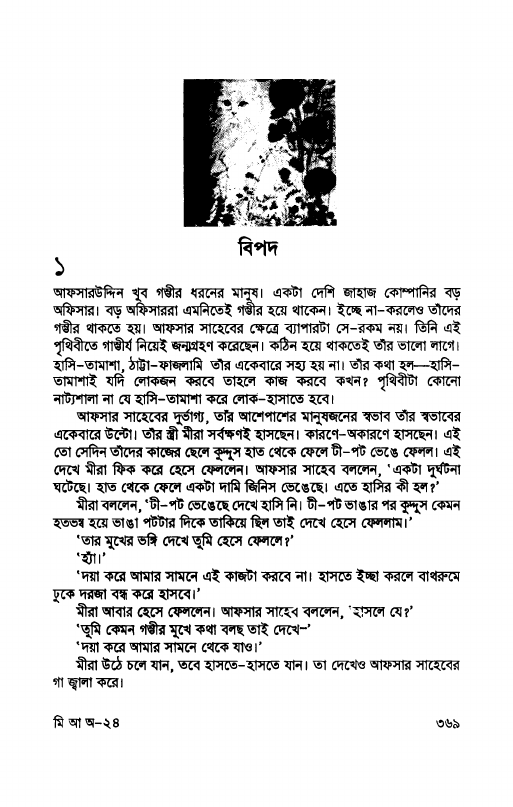 বিপদ
১
আফসারউদ্দিন খুব গম্ভীর ধরনের মানুষ। একটা দেশি জাহাজ কোম্পানির বড়
অফিসার। বড় অফিসাররা এমনিতেই গম্ভীর হয়ে থাকেন। ইচ্ছে না-করলেও তাঁদের
গম্ভীর থাকতে হয়। আফসার সাহেবের ক্ষেত্রে ব্যাপারটা সে-রকম নয়। তিনি এই
পৃথিবীতে গাম্ভীর্য নিয়েই জন্মগ্রহণ করেছেন। কঠিন হয়ে থাকতেই তাঁর ভালো লাগে।
হাসি-তামাশা, ঠাট্টা-ফাজলামি তাঁর একেবারে সহ্য হয় না। তাঁর কথা হল—হাসি-
তামাশাই যদি লোকজন করবে তাহলে কাজ করবে কখন? পৃথিবীটা কোনো
নাট্যশালা না যে হাসি-তামাশা করে লোক-হাসাতে হবে।
আফসার সাহেবের দুর্ভাগ্য, তাঁর আশেপাশের মানুষজনের স্বভাব তাঁর স্বভাবের
একেবারে উল্টো। তাঁর স্ত্রী মীরা সর্বক্ষণই হাসছেন। কারণে-অকারণে হাসছেন। এই
তো সেদিন তাঁদের কাজের ছেলে কুদ্দুস হাত থেকে ফেলে টী-পট ভেঙে ফেলল। এই
দেখে মীরা ফিক করে হেসে ফেললেন। আফসার সাহেব বললেন, 'একটা দুর্ঘটনা
ঘটেছে। হাত থেকে ফেলে একটা দামি জিনিস ভেঙেছে। এতে হাসির কী হল?'
মীরা বললেন, 'টী-পট ভেঙেছে দেখে হাসি নি। টী-পট ভাঙার পর কুদ্দুস কেমন
হতভম্ব হয়ে ভাঙা পটটার দিকে তাকিয়ে ছিল তাই দেখে হেসে ফেললাম।'
'তার মুখের ভঙ্গি দেখে তুমি হেসে ফেললে?'
'হ্যাঁ।'
'দয়া করে আমার সামনে এই কাজটা করবে না। হাসতে ইচ্ছা করলে বাথরুমে
ঢুকে দরজা বন্ধ করে হাসবে।'
মীরা আবার হেসে ফেললেন। আফসার সাহেব বললেন, 'হাসলে যে?'
'তুমি কেমন গম্ভীর মুখে কথা বলছ তাই দেখে-'
'দয়া করে আমার সামনে থেকে যাও।'
মীরা উঠে চলে যান, তবে হাসতে-হাসতে যান। তা দেখেও আফসার সাহেবের
গা জ্বালা করে।
মি আ অ-২৪
৩৬৯